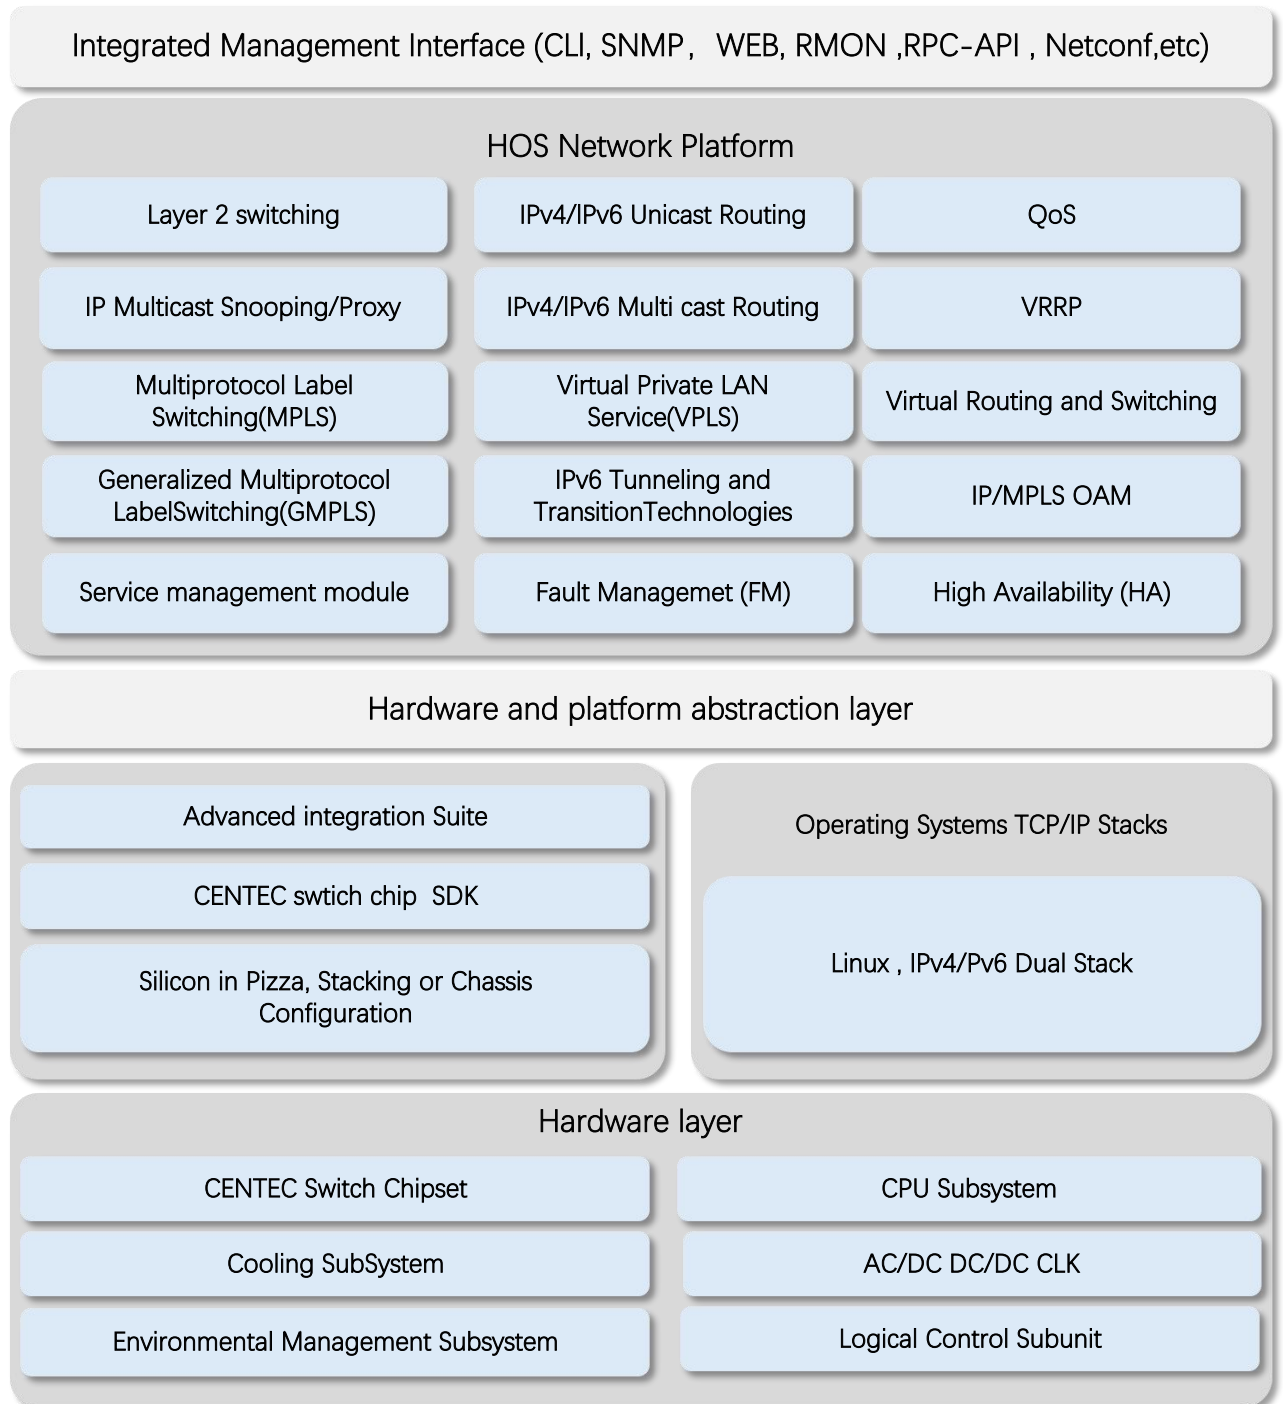 Integrated Management Interface (CLI, SNMP， WEB, RMON ,RPC-API , Netconf,etc)
HOS Network Platform
Layer 2 switching
IPv4/IPv6 Unicast Routing
QoS
IP Multicast Snooping/Proxy
IPv4/IPv6 Multi cast Routing
VRRP
Multiprotocol Label
Switching(MPLS)
Virtual Private LAN
Service(VPLS)
Virtual Routing and Switching
Generalized Multiprotocol
LabelSwitching(GMPLS)
IPv6 Tunneling and
TransitionTechnologies
IP/MPLS OAM
Service management module
Fault Managemet (FM)
High Availability (HA)
Hardware and platform abstraction layer
Advanced integration Suite
CENTEC swtich chip  SDK
Silicon in Pizza, Stacking or Chassis
Configuration
Operating Systems TCP/IP Stacks
Linux , IPv4/Pv6 Dual Stack
Hardware layer
CENTEC Switch Chipset
CPU Subsystem
Cooling SubSystem
AC/DC DC/DC CLK
Environmental Management Subsystem
Logical Control Subunit